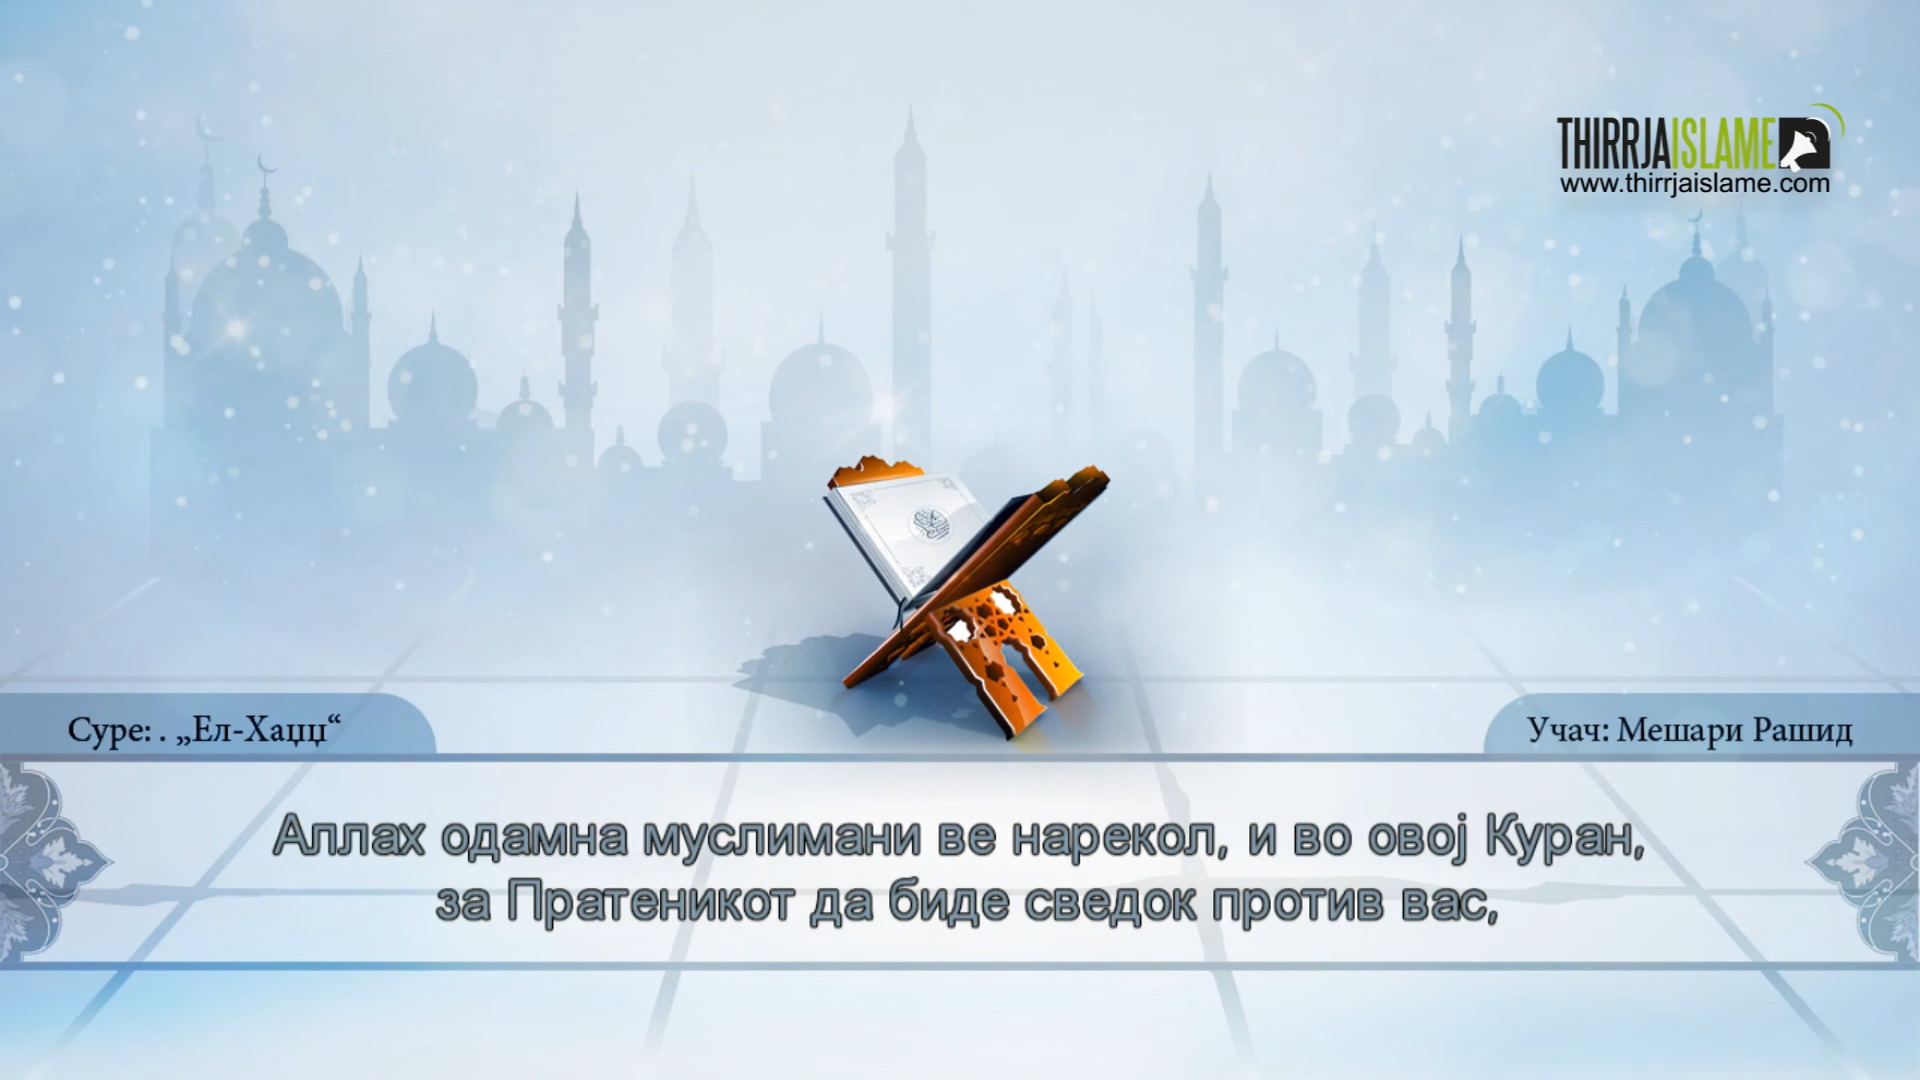 THIRRJAISLAME
www.thirrjaislame.com
Суре: . „Ел-Хаџџ“
Учач: Мешари Рашид
Аллах одамна муслимани ве нарекол, и во овој Куран,
за Пратеникот да биде сведок против вас,